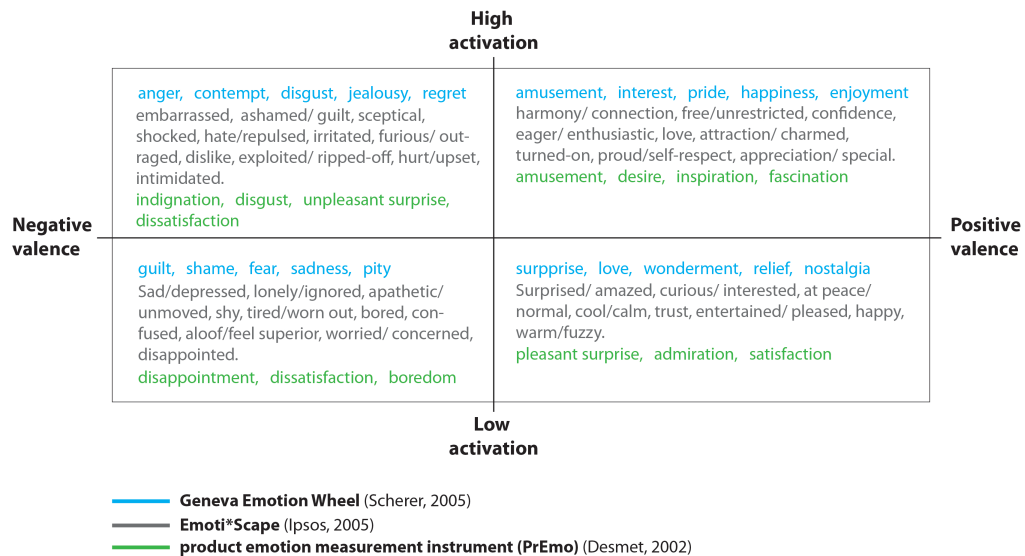 High
activation
anger, contempt, disgust, jealousy, regret
embarrassed, ashamed/ guilt, sceptical,
shocked, hate/repulsed, irritated, furious/ out-
raged, dislike, exploited/ ripped-off, hurt/upset,
intimidated.
indignation, disgust, unpleasant surprise,
dissatisfaction
amusement, interest, pride, happiness, enjoyment
harmony/ connection, free/unrestricted, confidence,
eager/ enthusiastic, love, attraction/ charmed,
turned-on, proud/self-respect, appreciation/ special.
amusement, desire, inspiration, fascination
Negative
valence
Positive
valence
guilt, shame, fear, sadness, pity
Sad/depressed, lonely/ignored, apathetic/
unmoved, shy, tired/worn out, bored, con-
fused, aloof/feel superior, worried/ concerned,
disappointed.
disappointment, dissatisfaction, boredom
surpprise, love, wonderment, relief, nostalgia
Surprised/ amazed, curious/ interested, at peace/
normal, cool/calm, trust, entertained/ pleased, happy,
warm/fuzzy.
pleasant surprise, admiration, satisfaction
Low
activation
Geneva Emotion Wheel (Scherer, 2005)
Emoti*Scape (Ipsos, 2005)
product emotion measurement instrument (PrEmo) (Desmet, 2002)